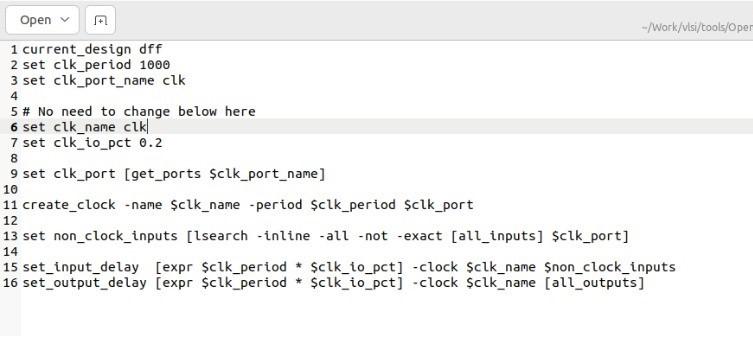 Open
~/Work/vlsi/tools/Oper
1 current_design dff
2 set clk_period 1000
3 set clk_port_name clk
4
5 # No need to change below here
6 set clk_name clk
7 set clk_io_pct 0.2
8
9 set clk_port [get_ports $clk_port_name]
10
11 create_clock -name $clk_name -period $clk_period $clk_port
12
13 set non_clock_inputs [lsearch -inline -all -not -exact [all_inputs] $clk_port]
14
15 set_input_delay  [expr $clk_period * $clk_io_pct] -clock $clk_name $non_clock_inputs
16 set_output_delay [expr $clk_period * $clk_io_pct] -clock $clk_name [all_outputs]